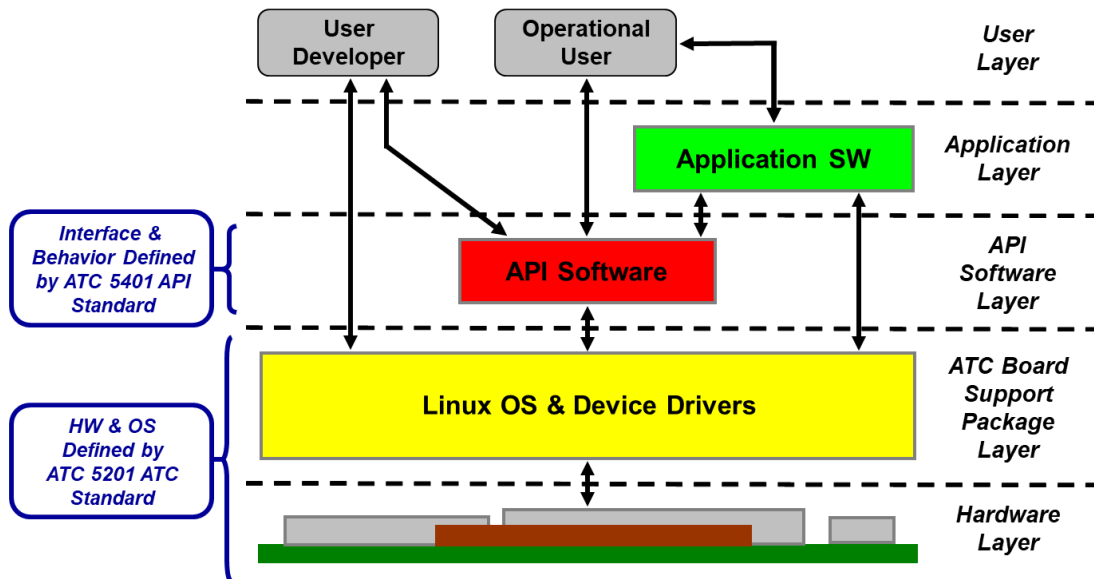 User
Developer
Operational
User
User
Layer
Application SW
Application
Layer
Interface &
Behavior Defined
by ATC 5401 API
Standard
API Software
API
Software
Layer
Linux OS & Device Drivers
ATC Board
Support
Package
Layer
HW & OS
Defined by
ATC 5201 ATC
Standard
Hardware
Layer